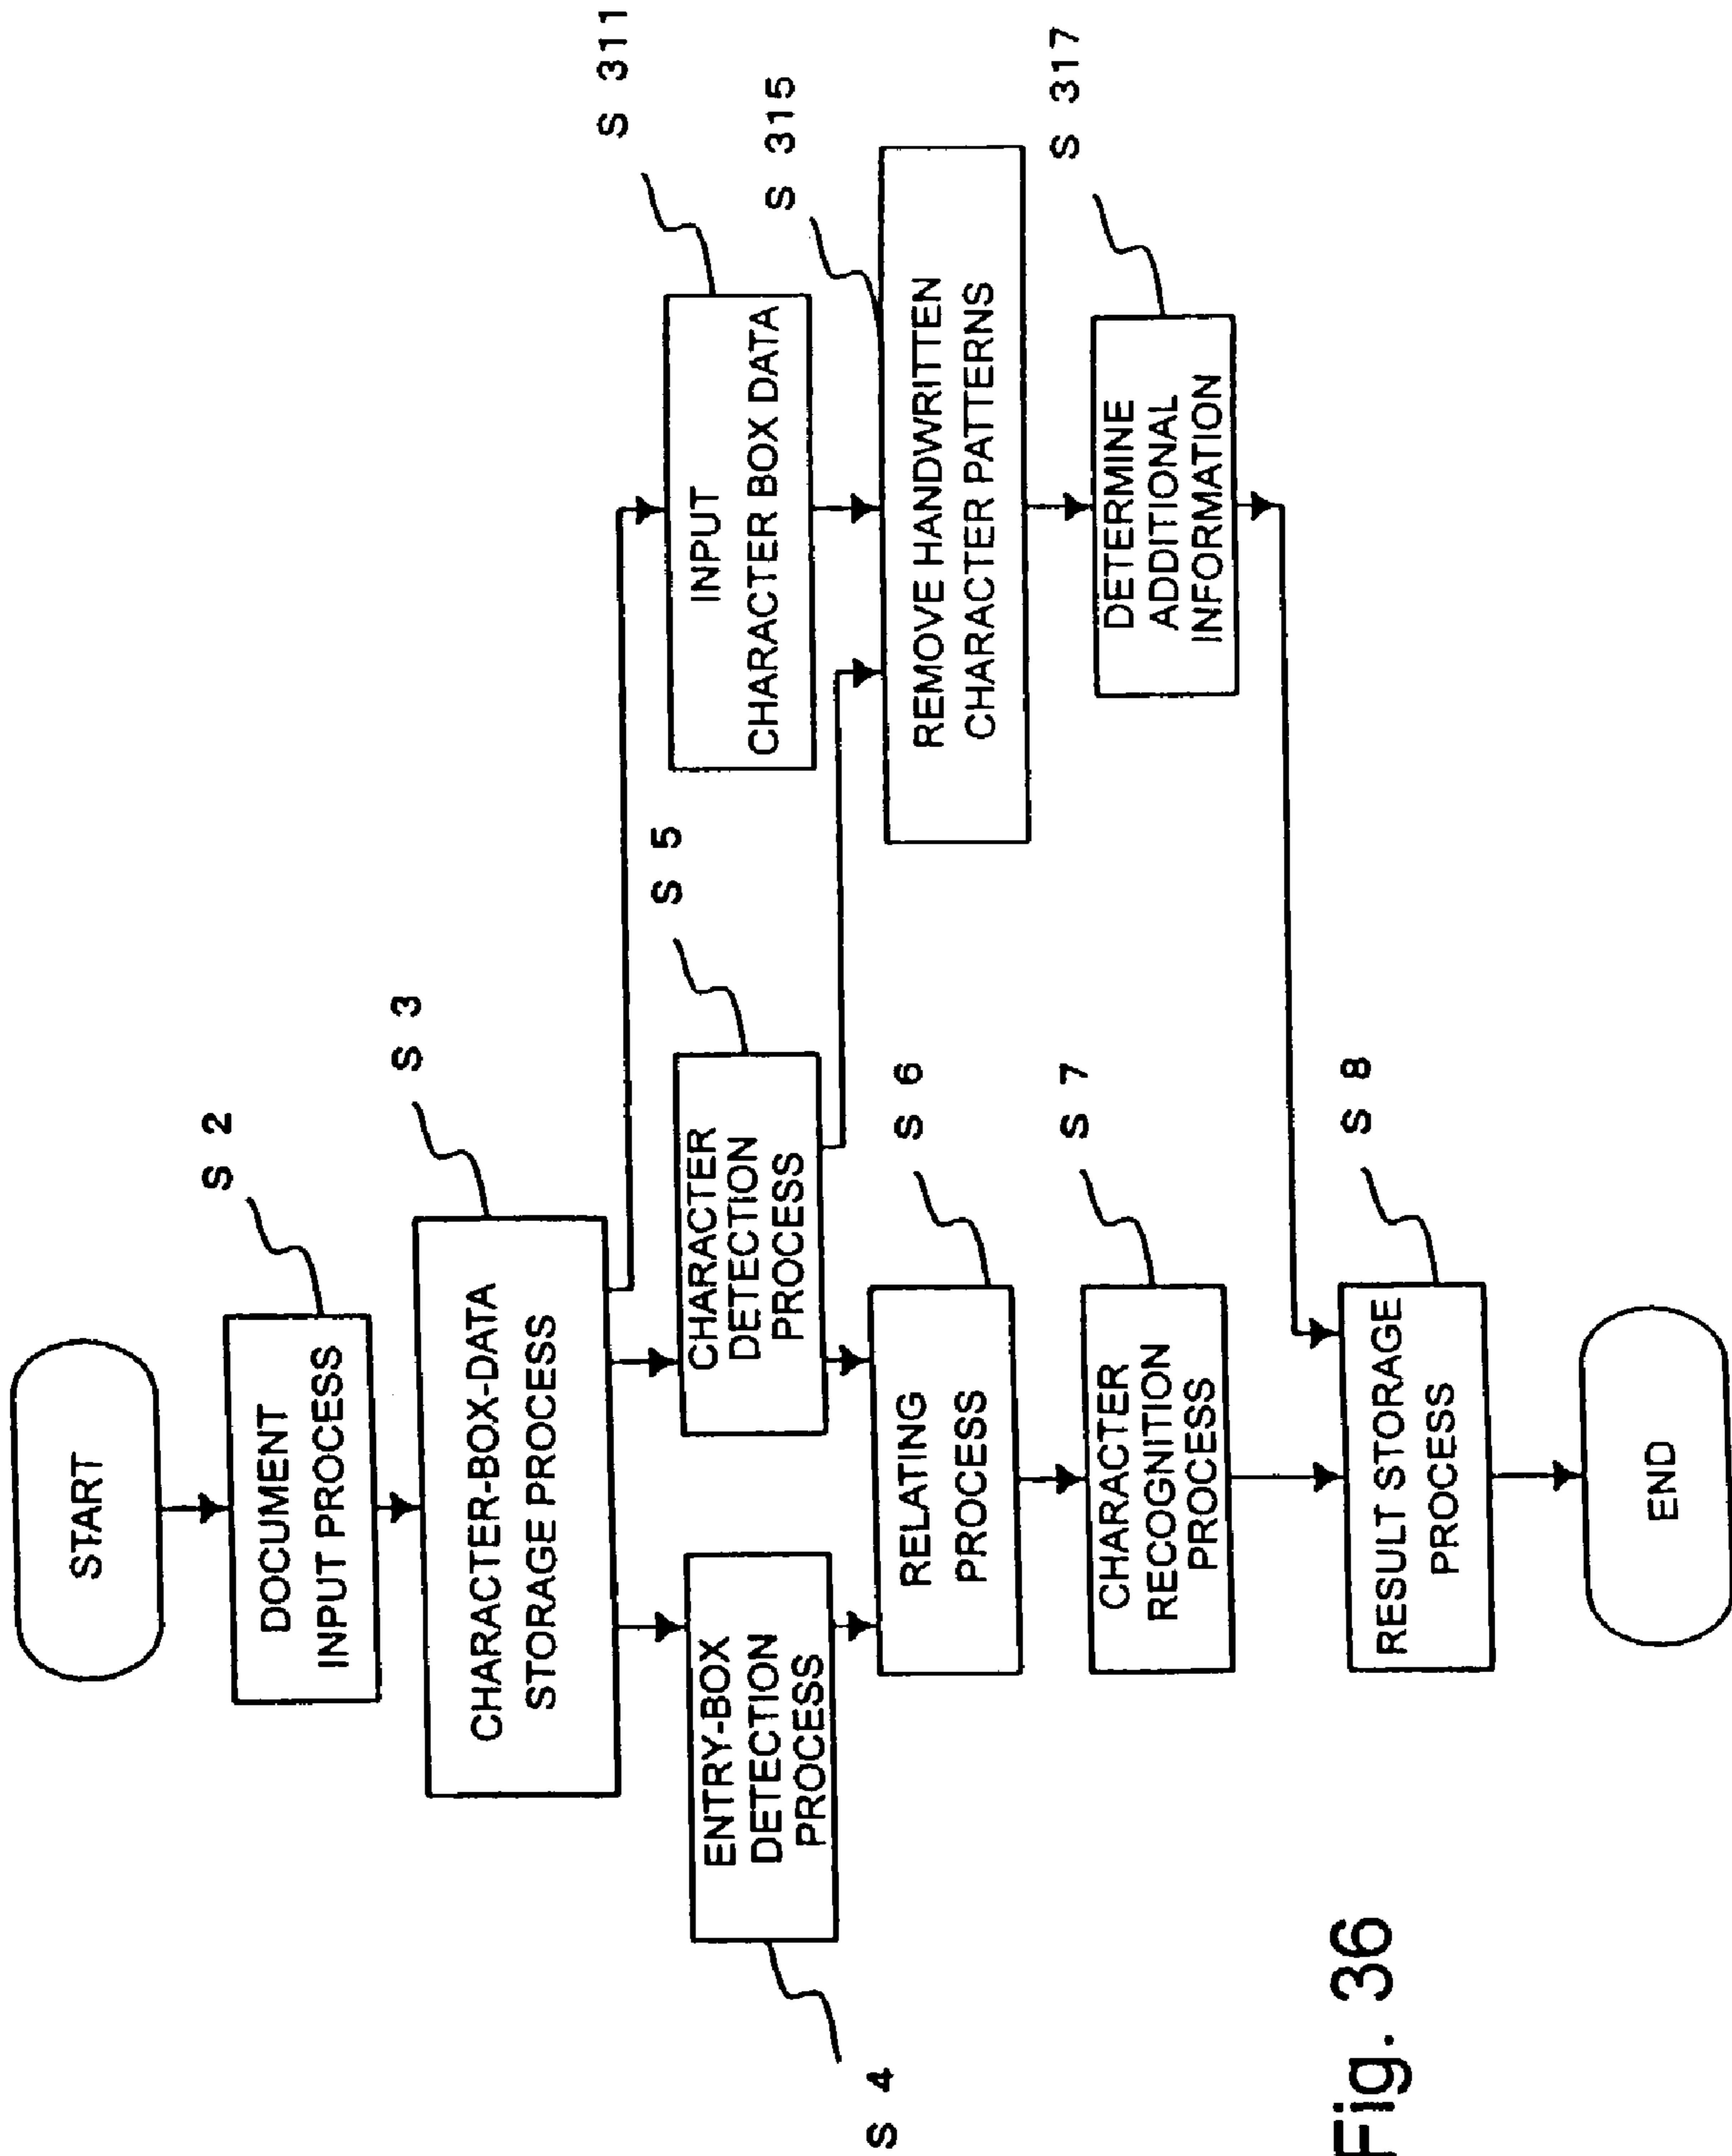 START
S 2
DOCUMENT
INPUT PROCESS
S 3
CHARACTER-BOX-DATA
STORAGE PROCESS
S 4
ENTRY-BOX
DETECTION
PROCESS
S 5
CHARACTER
DETECTION
PROCESS
S 311
INPUT
CHARACTER BOX DATA
S 315
REMOVE HANDWRITTEN
CHARACTER PATTERNS
S 6
RELATING
PROCESS
S 7
CHARACTER
RECOGNITION
PROCESS
S 317
DETERMINE
ADDITIONAL
INFORMATION
S 8
RESULT STORAGE
PROCESS
END
Fig. 36